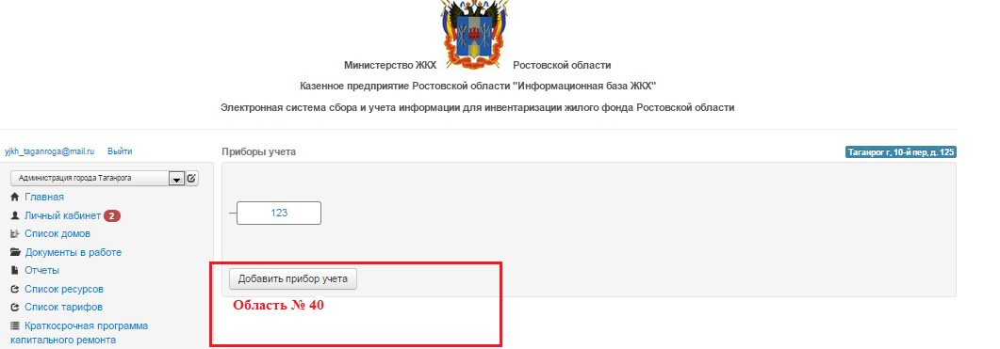 Министерство ЖКХ Ростовской области
Казенное предприятие Ростовской области "Информационная база ЖКХ"
Электронная система сбора и учета информации для инвентаризации жилого фонда Ростовской области
yjkh_taganroga@mail.ru Выйти
Приборы учета
Таганрог г, 10-й пер, д. 125
Администрация города Таганрога
Главная
Личный кабинет 2
Список домов
Документы в работе
Отчеты
Список ресурсов
Список тарифов
Краткосрочная программа
капитального ремонта
123
Добавить прибор учета
Область № 40